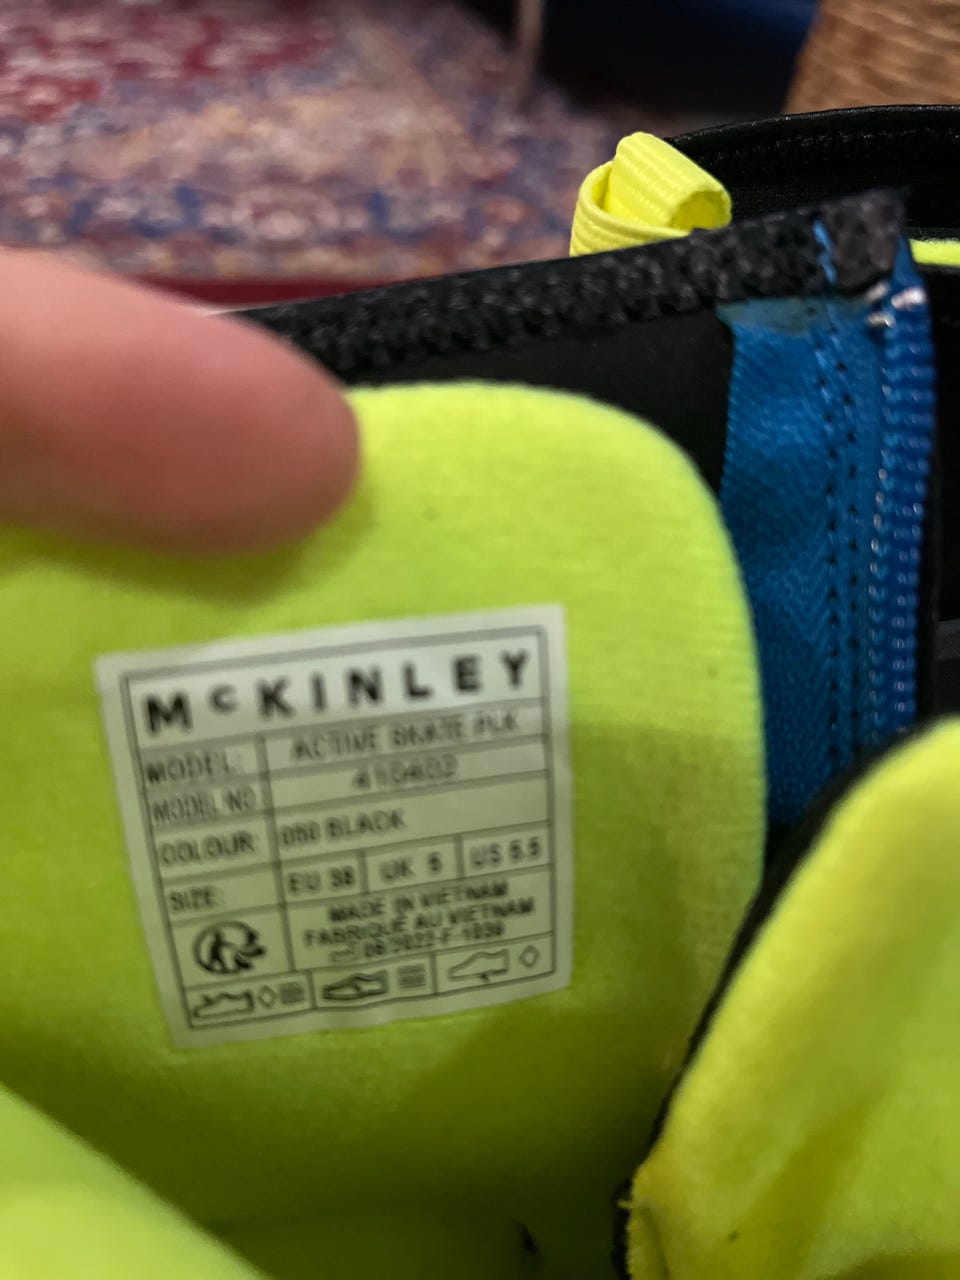 McKINLEY
MODEL: ACTIVE SKATE PLK
MODEL NO
COLOUR: 050 BLACK
SIZE: EU 38 UK 5 US 5.5
MADE IN VIETNAM
FABRIQUÉ AU VIETNAM